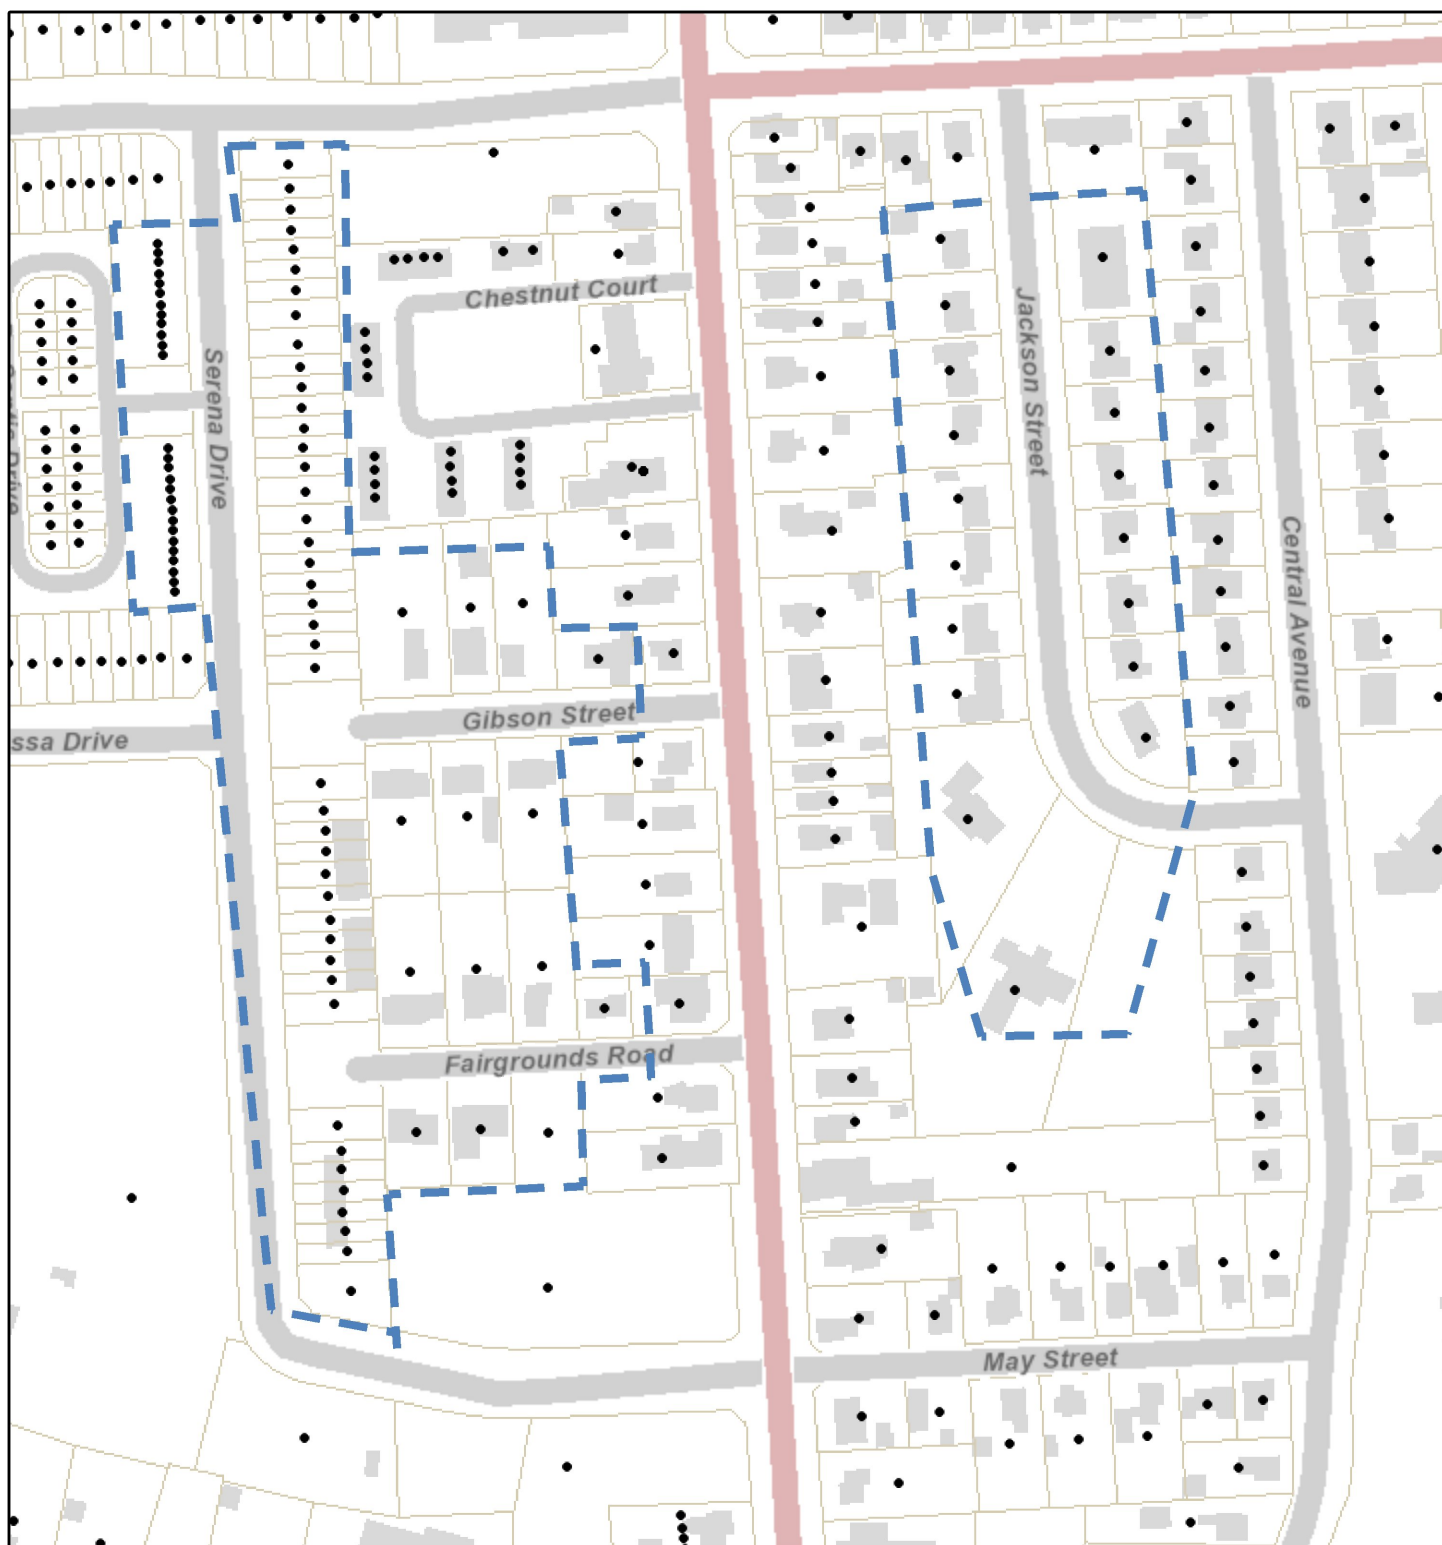 Chestnut Court
Jackson Street
Serena Drive
Central Avenue
Gibson Street
ssa Drive
Fairgrounds Road
May Street